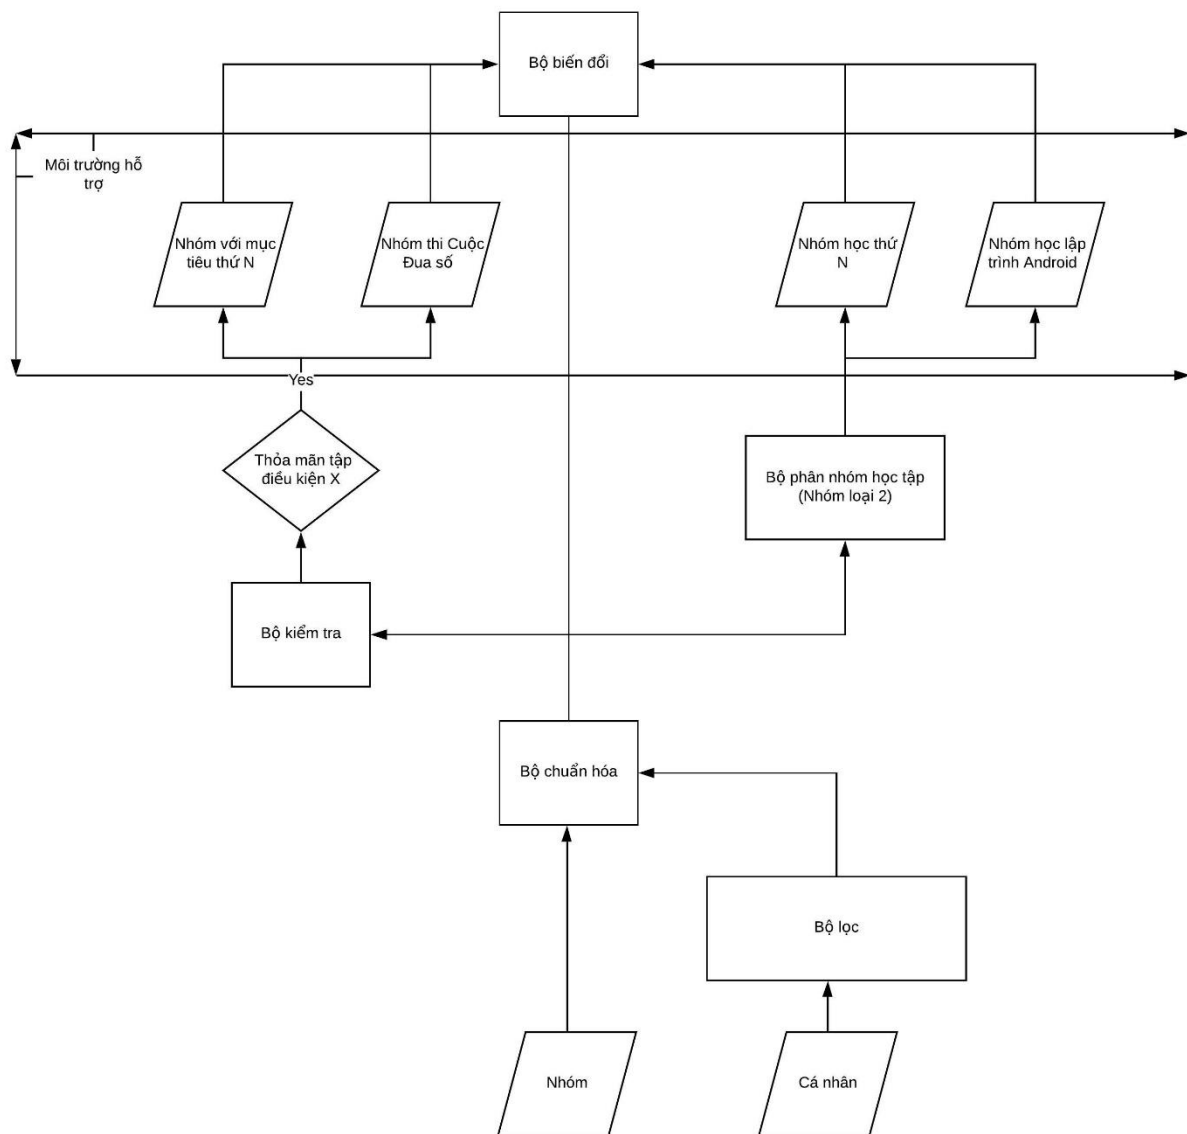 Bộ biến đổi
Môi trường hỗ
trợ
Nhóm với mục
tiêu thứ N
Nhóm thi Cuộc
Đua số
Nhóm học thứ
N
Nhóm học lập
trình Android
Yes
Thỏa mãn tập
điều kiện X
Bộ phân nhóm học tập
(Nhóm loại 2)
Bộ kiểm tra
Bộ chuẩn hóa
Bộ lọc
Nhóm
Cá nhân